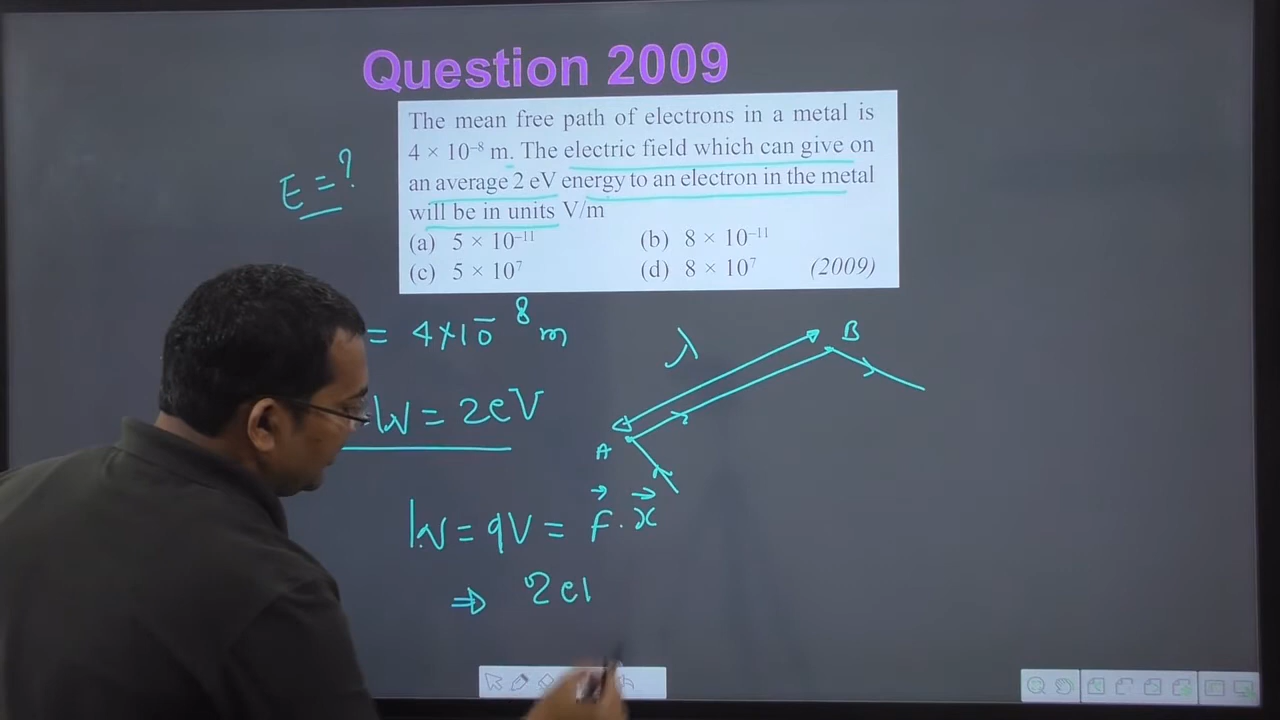 Question 2009
The mean free path of electrons in a metal is
4 × 10⁻⁸ m. The electric field which can give on
an average 2 eV energy to an electron in the metal
will be in units V/m
(a) 5 × 10⁻¹¹ (b) 8 × 10⁻¹¹
(c) 5 × 10⁷ (d) 8 × 10⁷ (2009)
E = ?
= 4×10⁻⁸ m
λ
B
W = 2eV
A
W = qV = F⃗ . x⃗
⇒ 2e